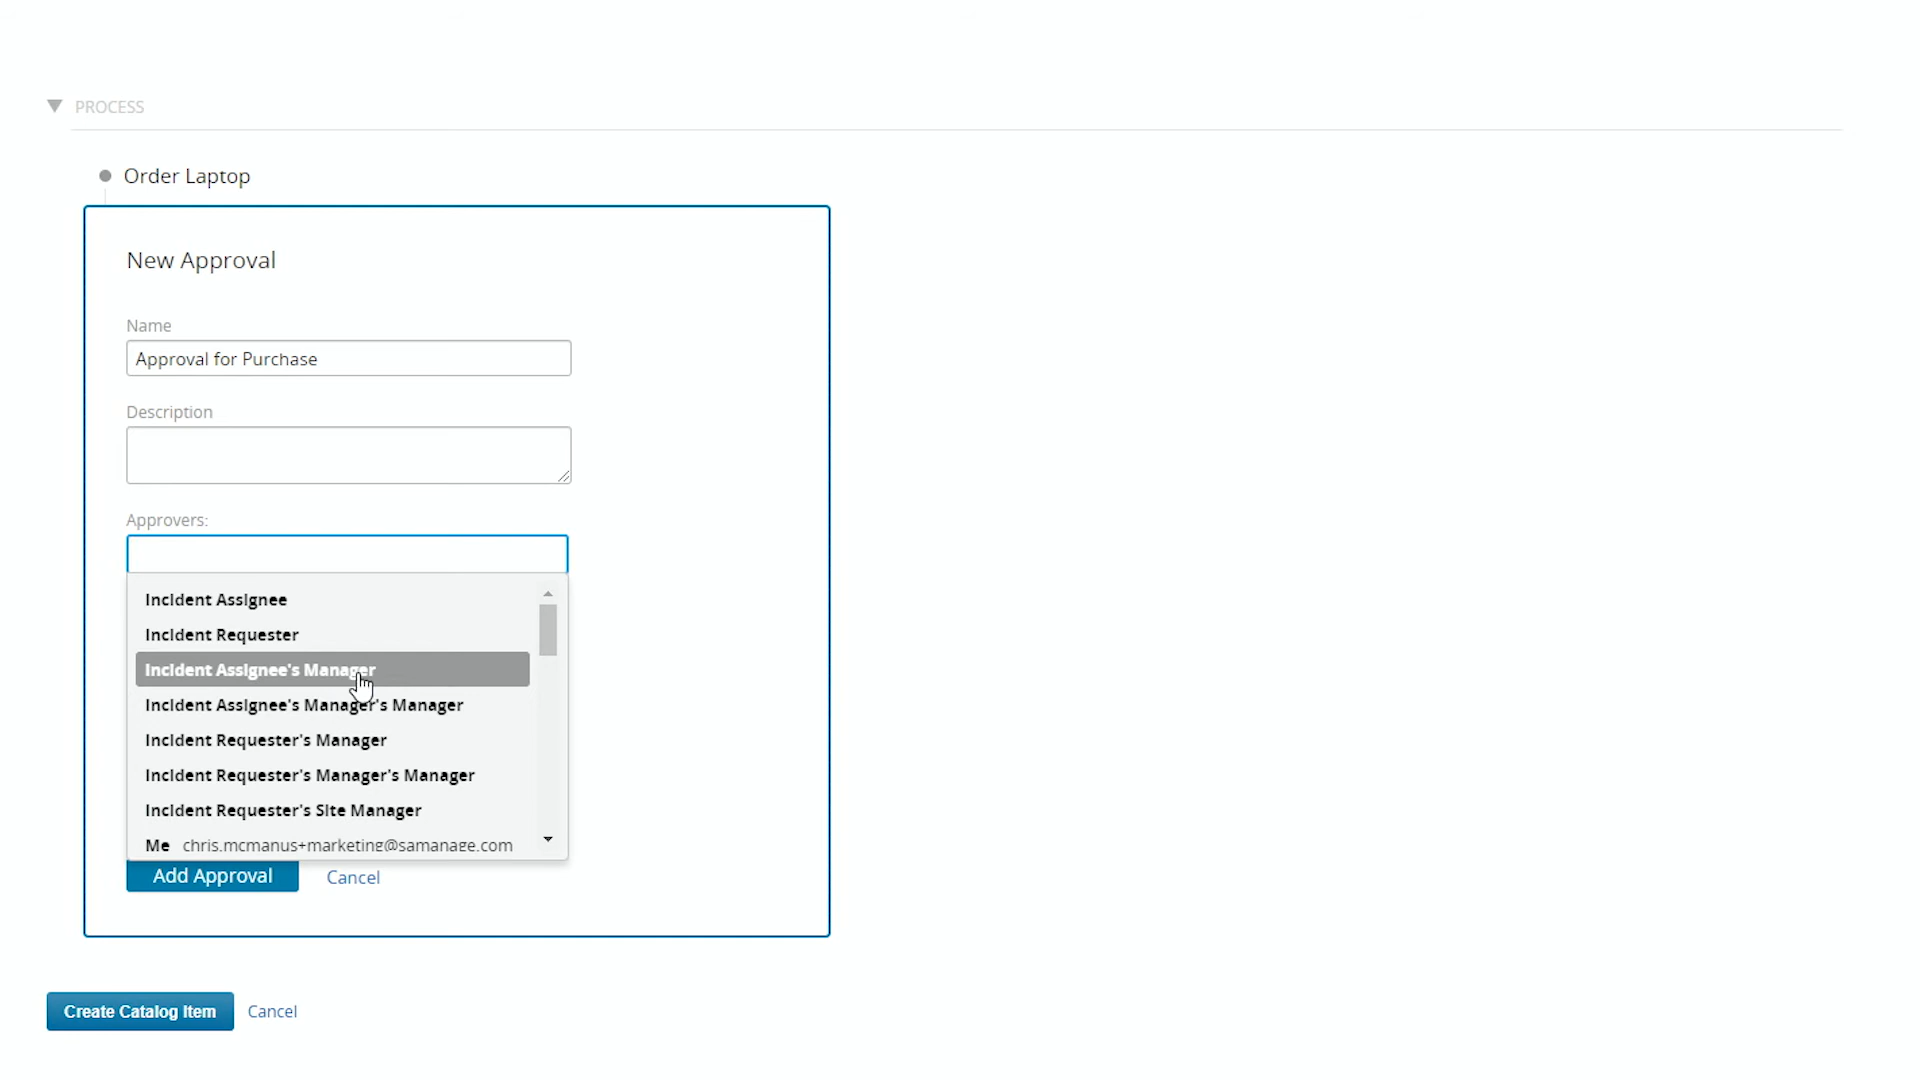 PROCESS
Order Laptop
New Approval
Name
Approval for Purchase
Description
Approvers:
Incident Assignee
Incident Requester
Incident Assignee's Manager
Incident Assignee's Manager's Manager
Incident Requester's Manager
Incident Requester's Manager's Manager
Incident Requester's Site Manager
Me chris.mcmanus+marketing@samanage.com
Add Approval Cancel
Create Catalog Item Cancel